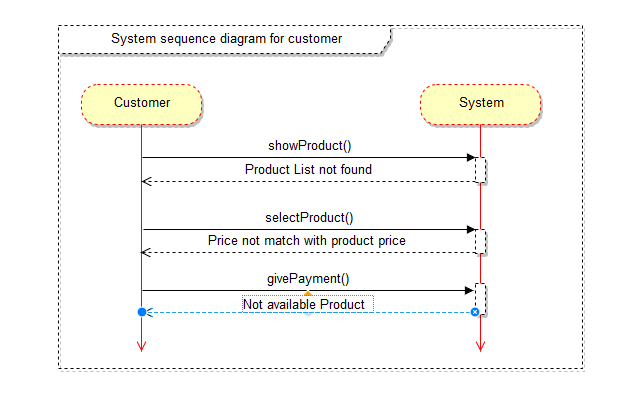 System sequence diagram for customer
Customer
System
showProduct()
Product List not found
selectProduct()
Price not match with product price
givePayment()
Not available Product